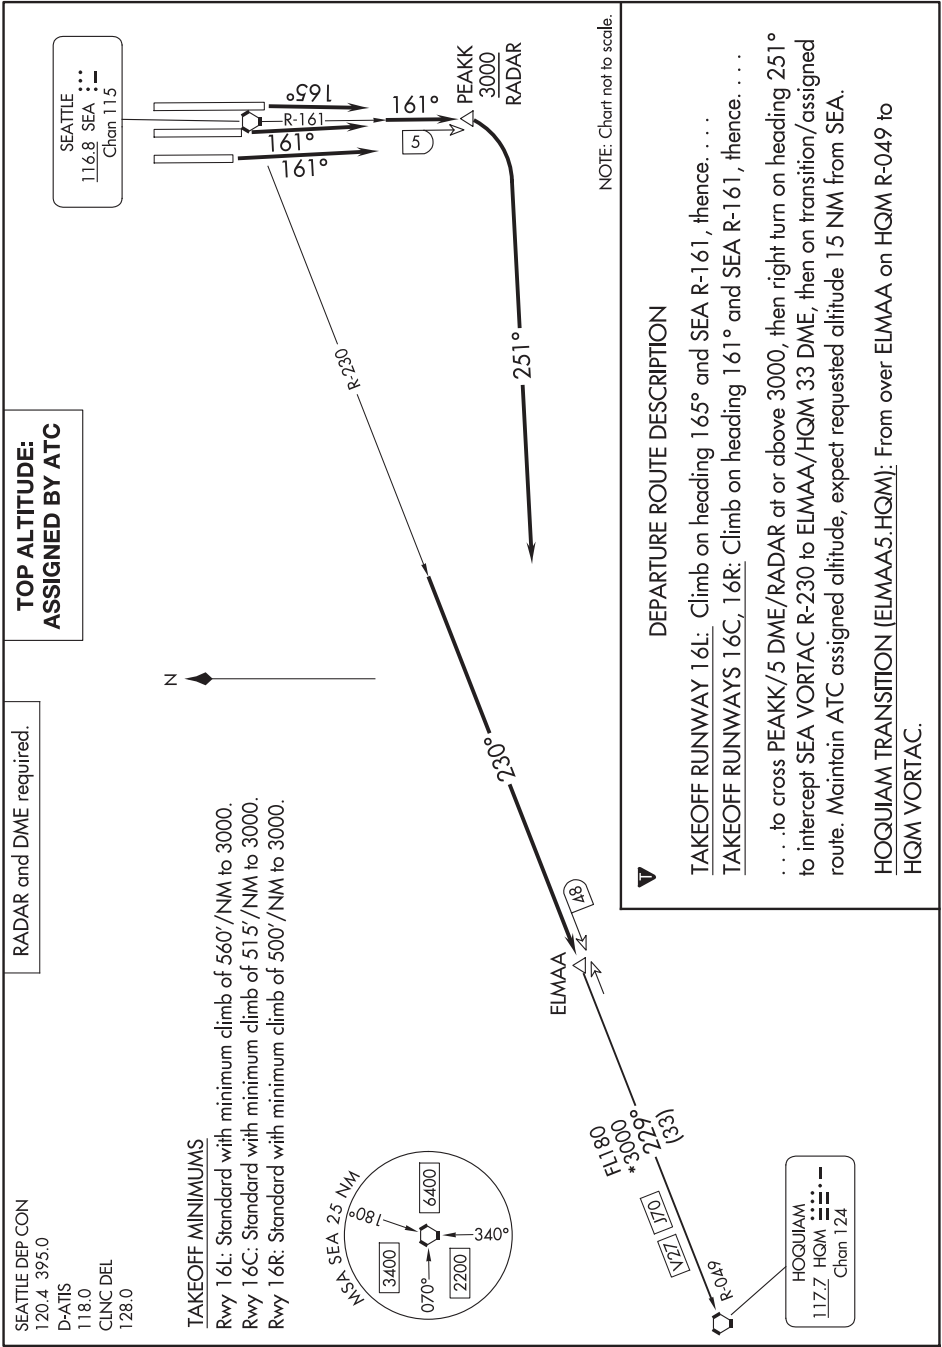 SEATTLE DEP CON
120.4 395.0
D-ATIS
118.0
CLNC DEL
128.0
RADAR and DME required.
TOP ALTITUDE:
ASSIGNED BY ATC
SEATTLE
116.8 SEA
Chan 115
TAKEOFF MINIMUMS
Rwy 16L: Standard with minimum climb of 560'/NM to 3000.
Rwy 16C: Standard with minimum climb of 515'/NM to 3000.
Rwy 16R: Standard with minimum climb of 500'/NM to 3000.
N
165°
R-161
161°
161°
161°
5
PEAKK
3000
RADAR
R-230
251°
230°
48
ELMAA
MSA SEA 25 NM
180°
3400
6400
070°
340°
2200
FL180
*3000
229°
(33)
V27
J70
R-049
HOQUIAM
117.7 HQM
Chan 124
NOTE: Chart not to scale.
T
DEPARTURE ROUTE DESCRIPTION
TAKEOFF RUNWAY 16L: Climb on heading 165° and SEA R-161, thence. . . .
TAKEOFF RUNWAYS 16C, 16R: Climb on heading 161° and SEA R-161, thence. . . .
. . . .to cross PEAKK/5 DME/RADAR at or above 3000, then right turn on heading 251°
to intercept SEA VORTAC R-230 to ELMAA/HQM 33 DME, then on transition/assigned
route. Maintain ATC assigned altitude, expect requested altitude 15 NM from SEA.
HOQUIAM TRANSITION (ELMAA5.HQM): From over ELMAA on HQM R-049 to
HQM VORTAC.